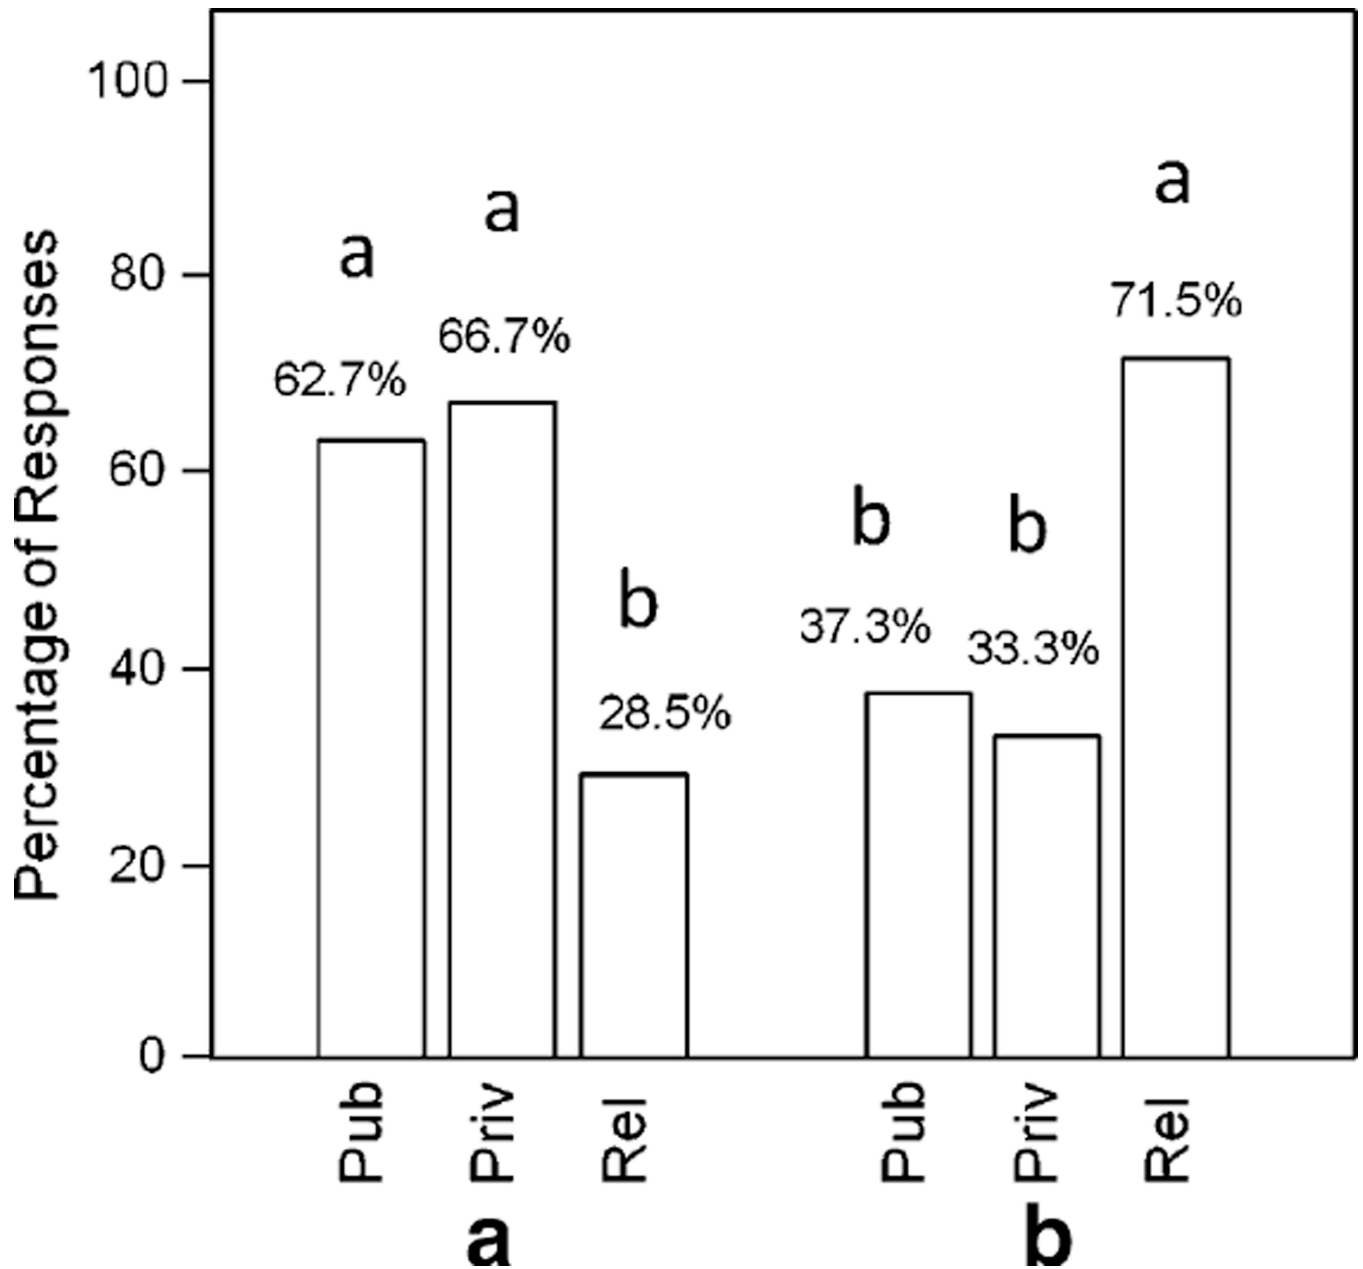 Percentage of Responses
100
80
60
40
20
0
a
62.7%
a
66.7%
b
28.5%
b
37.3%
b
33.3%
a
71.5%
Pub Priv Rel Pub Priv Rel
a b